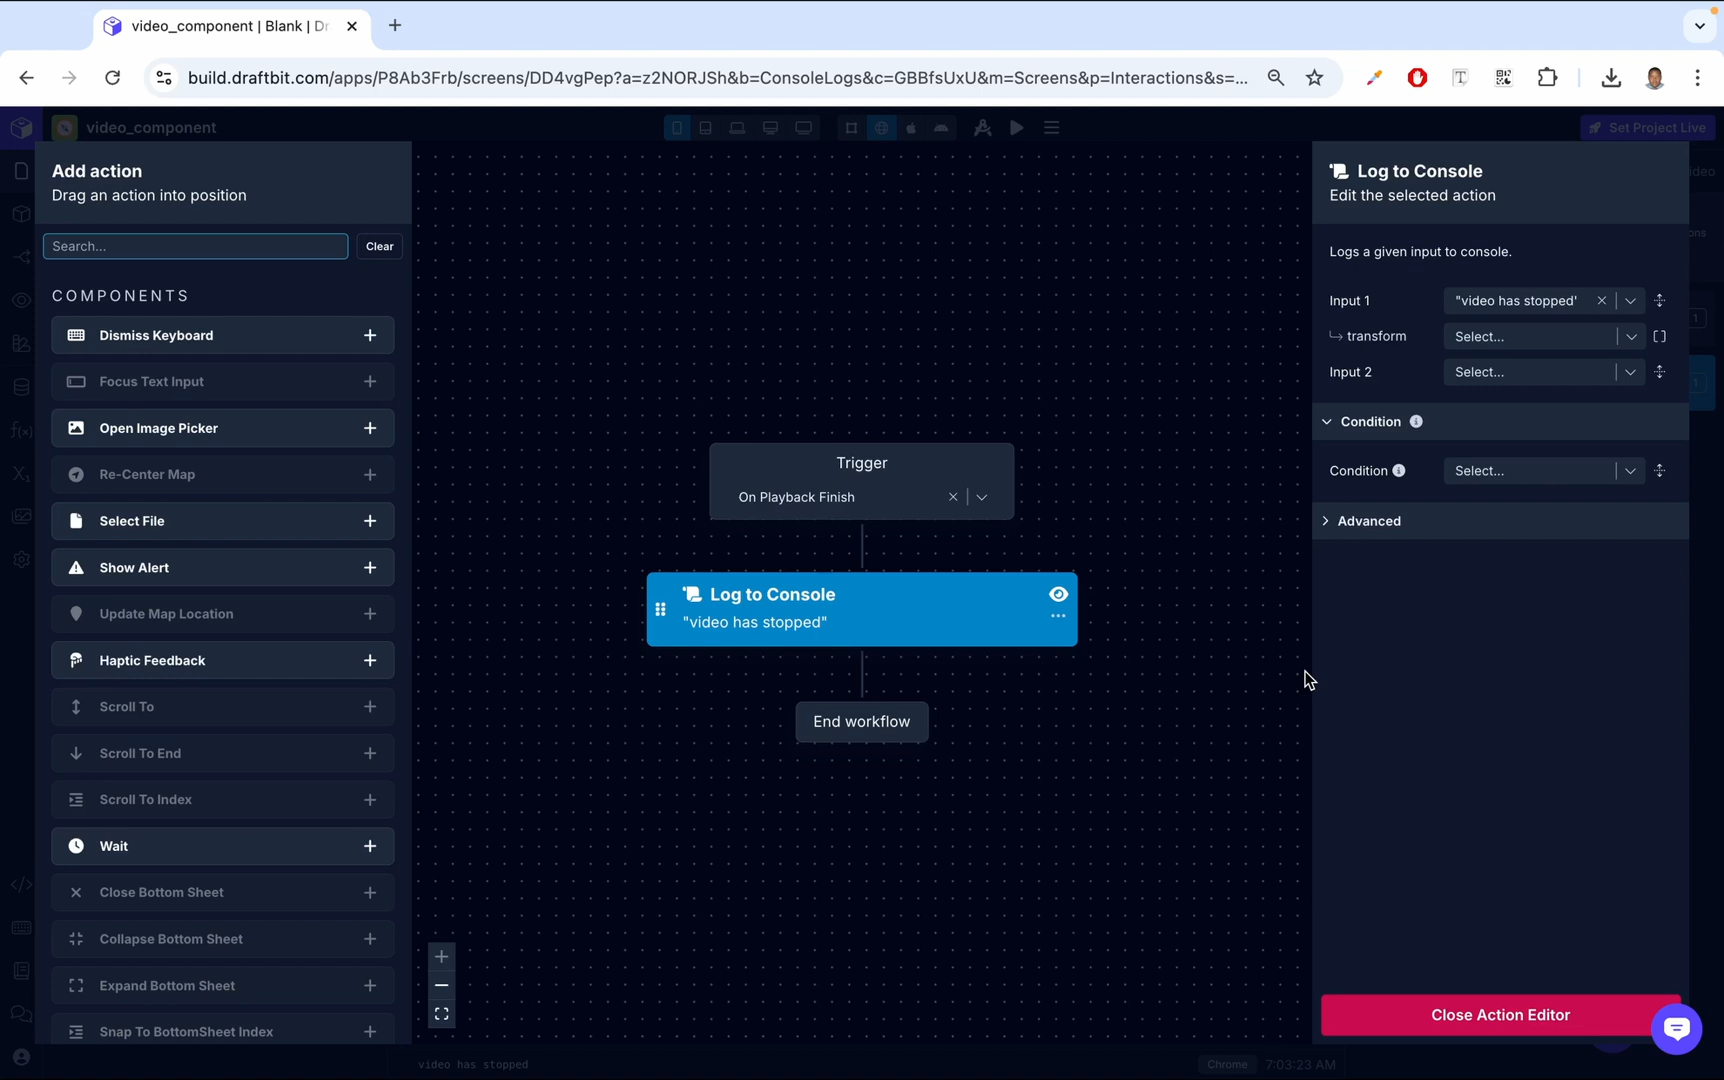 video_component | Blank | Dr
build.draftbit.com/apps/P8Ab3Frb/screens/DD4vgPep?a=z2NORJSh&b=ConsoleLogs&c=GBBfsUxU&m=Screens&p=Interactions&s=...
video_component
Set Project Live
Add action
Drag an action into position
Search...
Clear
COMPONENTS
Dismiss Keyboard
Focus Text Input
Open Image Picker
Re-Center Map
Select File
Show Alert
Update Map Location
Haptic Feedback
Scroll To
Scroll To End
Scroll To Index
Wait
Close Bottom Sheet
Collapse Bottom Sheet
Expand Bottom Sheet
Snap To BottomSheet Index
Trigger
On Playback Finish
Log to Console
"video has stopped"
End workflow
Log to Console
Edit the selected action
Logs a given input to console.
Input 1
"video has stopped'
transform
Select...
Input 2
Select...
Condition
Condition
Select...
Advanced
Close Action Editor
video has stopped
Chrome
7:03:23 AM